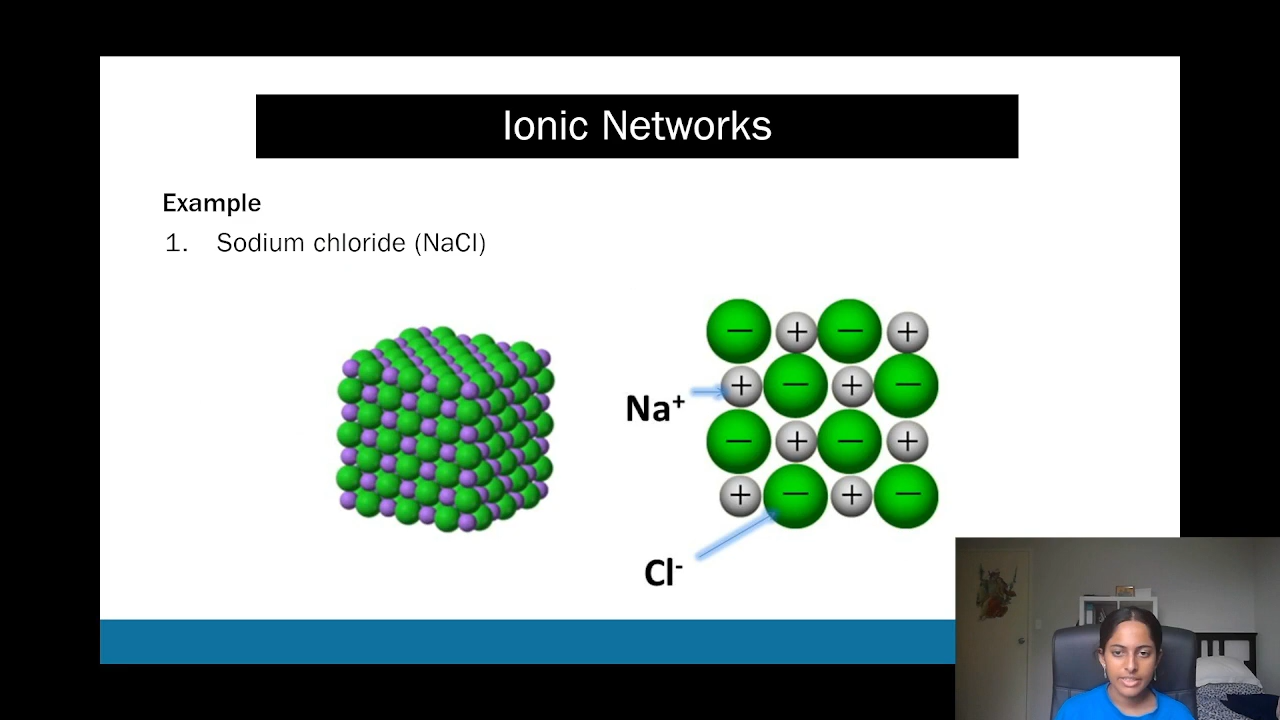 Ionic Networks
Example
1. Sodium chloride (NaCl)
− + − +
+ − + −
Na⁺
− + − +
+ − + −
Cl⁻